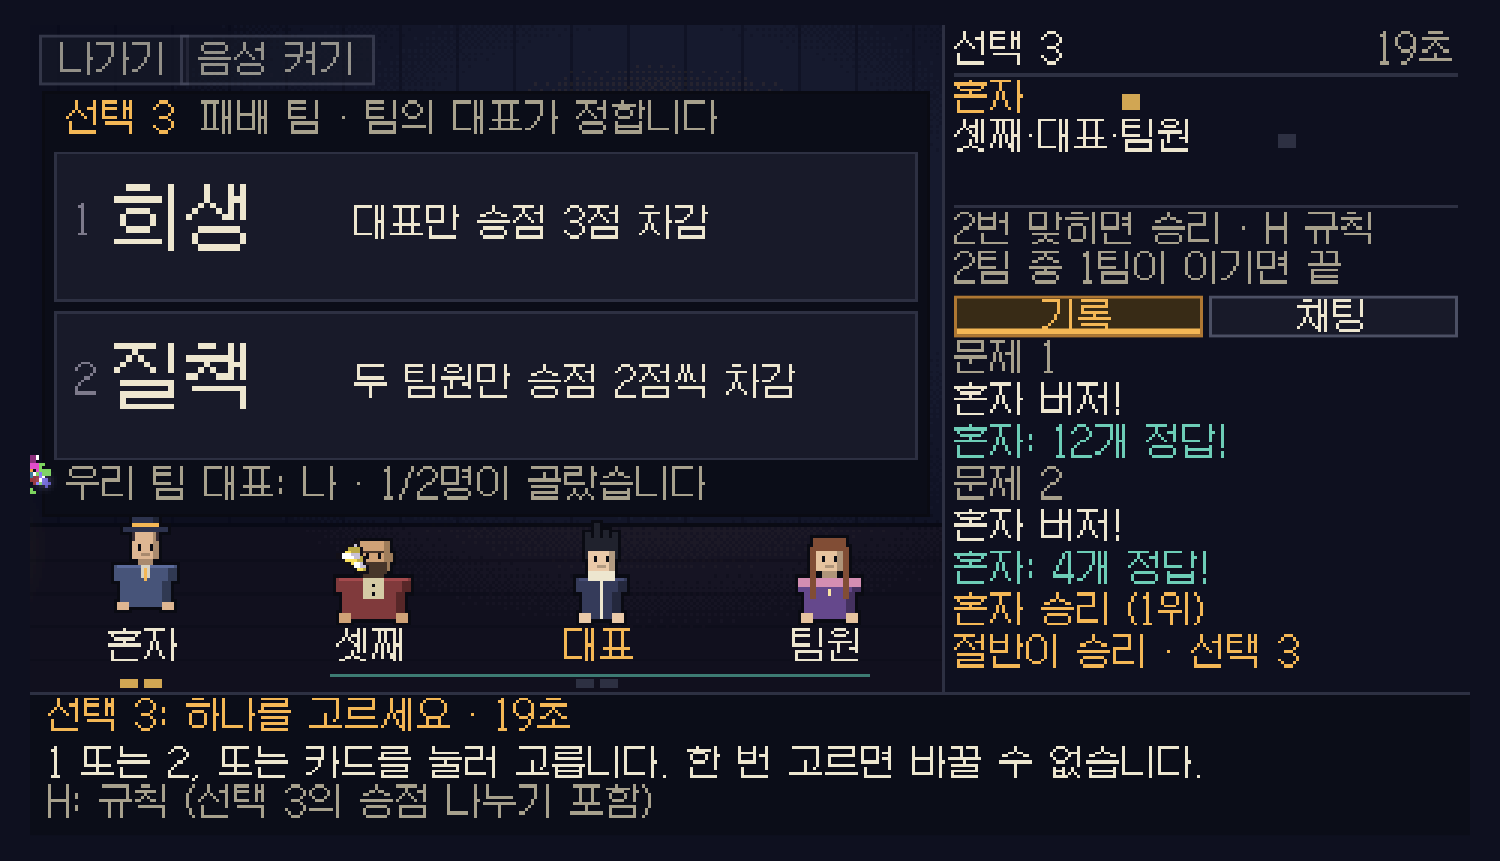 나가기 음성 켜기
선택 3 패배 팀 · 팀의 대표가 정합니다
1 희생 대표만 승점 3점 차감
2 질책 두 팀원만 승점 2점씩 차감
우리 팀 대표: 나 · 1/2명이 골랐습니다
혼자 셋째 대표 팀원
선택 3 19초
혼자
셋째·대표·팀원
2번 맞히면 승리 · H 규칙
2팀 중 1팀이 이기면 끝
기록 채팅
문제 1
혼자 버저!
혼자: 12개 정답!
문제 2
혼자 버저!
혼자: 4개 정답!
혼자 승리 (1위)
절반이 승리 · 선택 3
선택 3: 하나를 고르세요 · 19초
1 또는 2, 또는 카드를 눌러 고릅니다. 한 번 고르면 바꿀 수 없습니다.
H: 규칙 (선택 3의 승점 나누기 포함)